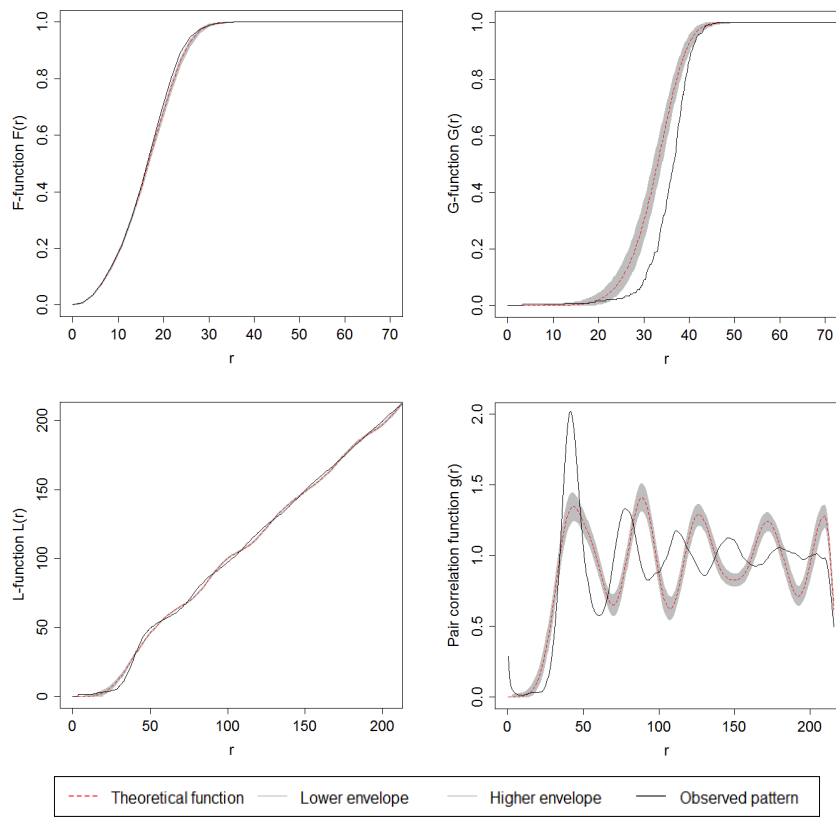 F-function F(r)
0.0 0.2 0.4 0.6 0.8 1.0
0 10 20 30 40 50 60 70
r
G-function G(r)
0.0 0.2 0.4 0.6 0.8 1.0
0 10 20 30 40 50 60 70
r
L-function L(r)
0 50 100 150 200
0 50 100 150 200
r
Pair correlation function g(r)
0.0 0.5 1.0 1.5 2.0
0 50 100 150 200
r
Theoretical function Lower envelope Higher envelope Observed pattern